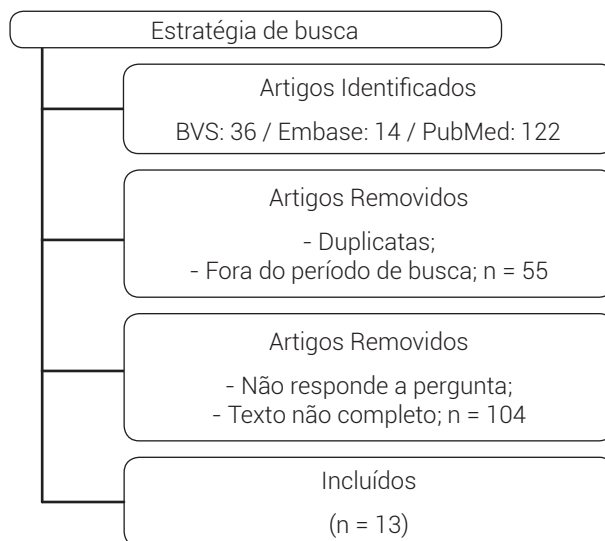 Estratégia de busca
Artigos Identificados
BVS: 36 / Embase: 14 / PubMed: 122
Artigos Removidos
- Duplicatas;
- Fora do período de busca; n = 55
Artigos Removidos
- Não responde a pergunta;
- Texto não completo; n = 104
Incluídos
(n = 13)